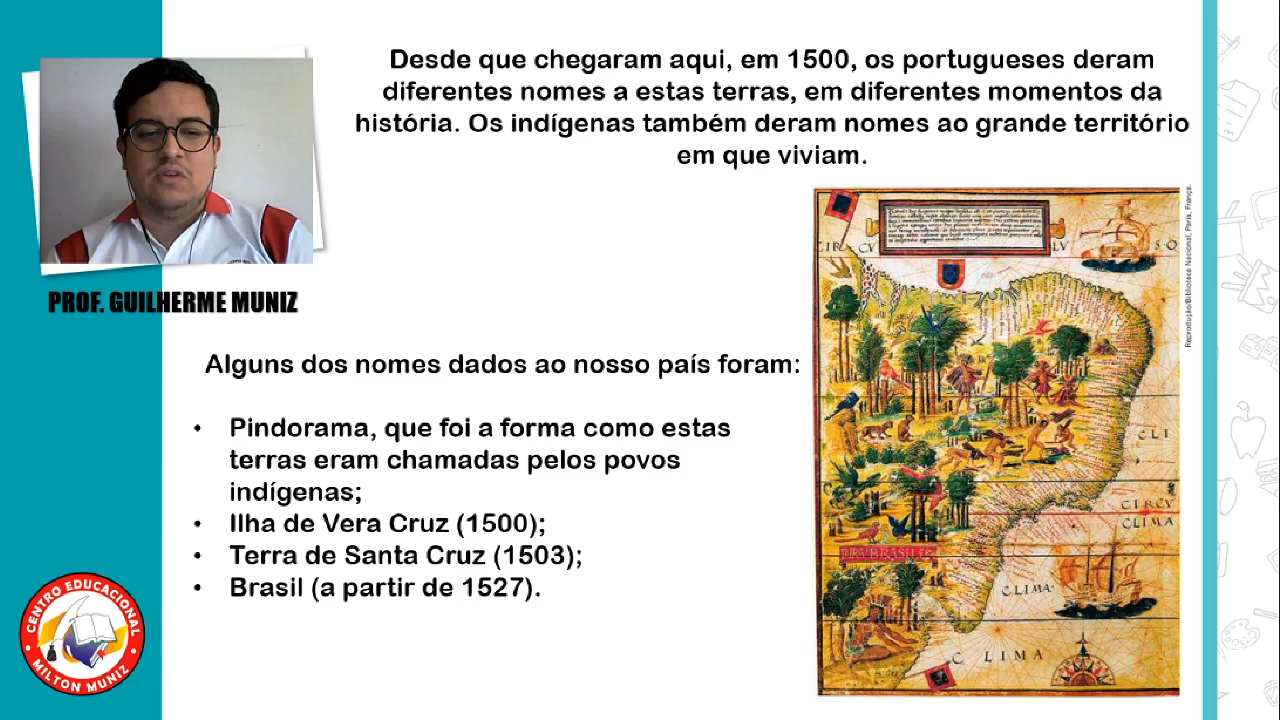 Desde que chegaram aqui, em 1500, os portugueses deram
diferentes nomes a estas terras, em diferentes momentos da
história. Os indígenas também deram nomes ao grande território
em que viviam.
PROF. GUILHERME MUNIZ
Alguns dos nomes dados ao nosso país foram:
• Pindorama, que foi a forma como estas
terras eram chamadas pelos povos
indígenas;
• Ilha de Vera Cruz (1500);
• Terra de Santa Cruz (1503);
• Brasil (a partir de 1527).
CENTRO EDUCACIONAL
MILTON MUNIZ
Reprodução/Biblioteca Nacional, Paris, França.
CLI
CIRCV
CLIMA
CLIMA
C LIMA